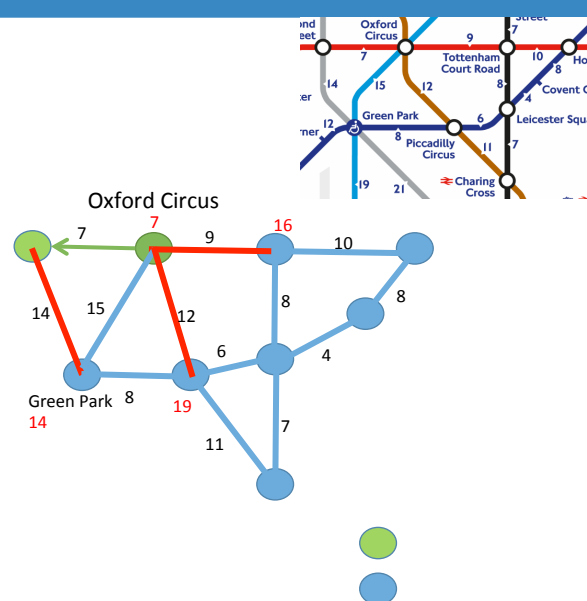 Oxford
Circus
9
7
7
Tottenham
Court Road
10
8
14
15
12
8
Covent
4
Green Park
Leicester
12
8
6
Piccadilly
Circus
11
7
19
21
Charing
Cross
Oxford Circus
7
7
9
16
10
14
15
12
8
8
6
4
Green Park
8
14
19
7
11